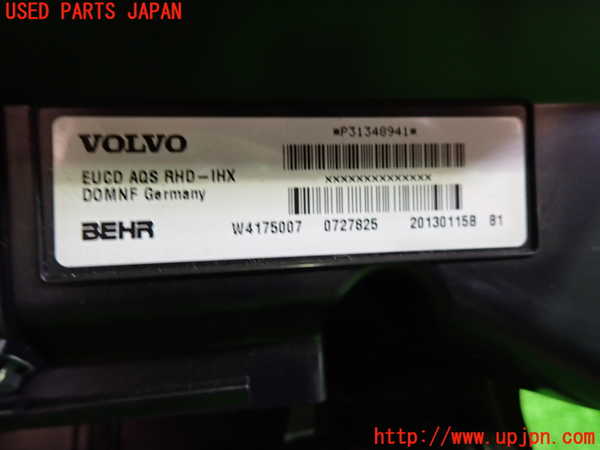 USED PARTS JAPAN
VOLVO
*P31348941*
EUCD AQS RHD-IHX
XXXXXXXXXXXXXX
DOMNF Germany
BEHR
W4175007 0727825 201301158 81
http://www.upjpn.com